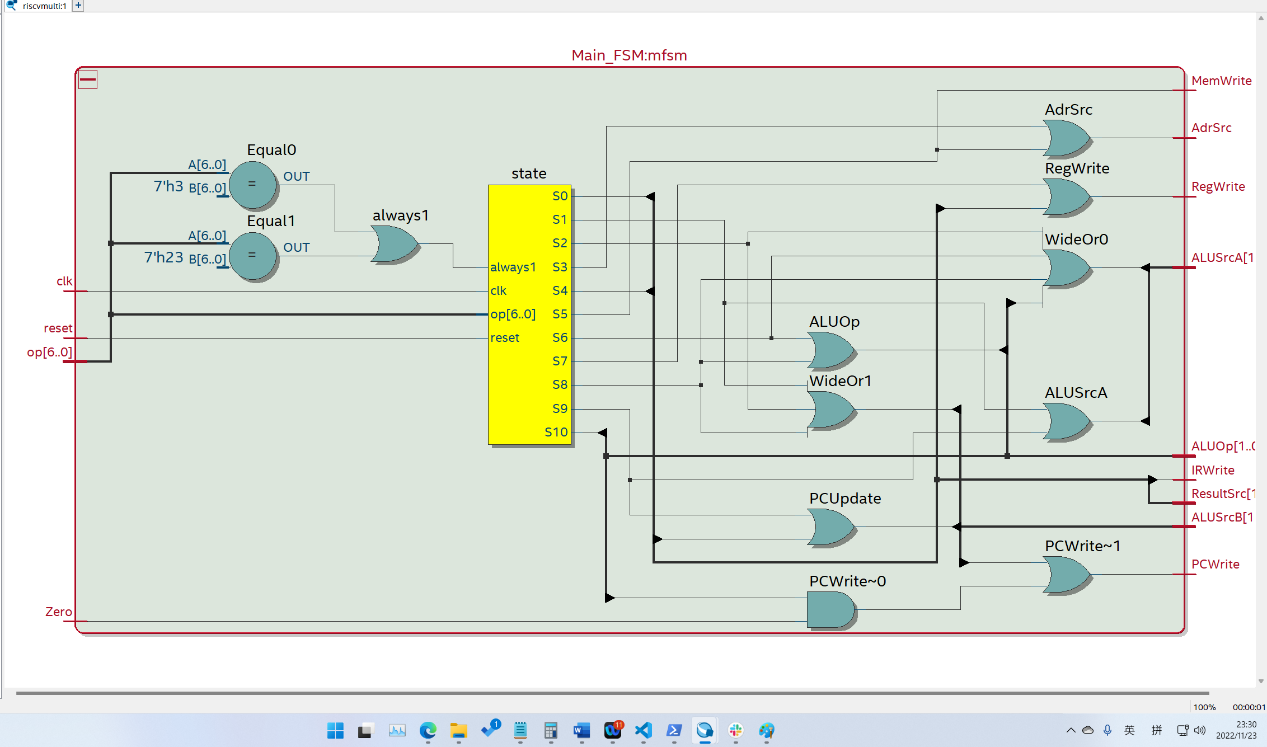 riscvmulti:1
Main_FSM:mfsm
MemWrite
AdrSrc
AdrSrc
Equal0
A[6..0]
OUT
7'h3 B[6..0]
=
RegWrite
RegWrite
state
Equal1
always1
A[6..0]
OUT
7'h23 B[6..0]
=
S0
S1
S2
S3
S4
S5
S6
S7
S8
S9
S10
always1
clk
op[6..0]
reset
WideOr0
ALUSrcA[1
clk
reset
op[6..0]
ALUOp
WideOr1
ALUSrcA
ALUOp[1..0
IRWrite
ResultSrc[1
ALUSrcB[1
PCUpdate
PCWrite~1
PCWrite
PCWrite~0
Zero
100% 00:00:01
1
11
英
拼
23:30
2022/11/23